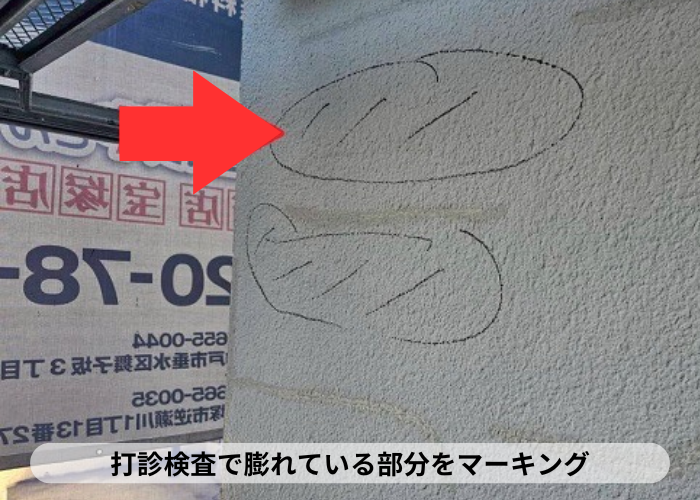 店 宝塚店
20-78-
655-0044
戸市垂水区舞子坂3丁目
665-0035
塚市逆瀬川1丁目13番27
打診検査で膨れている部分をマーキング